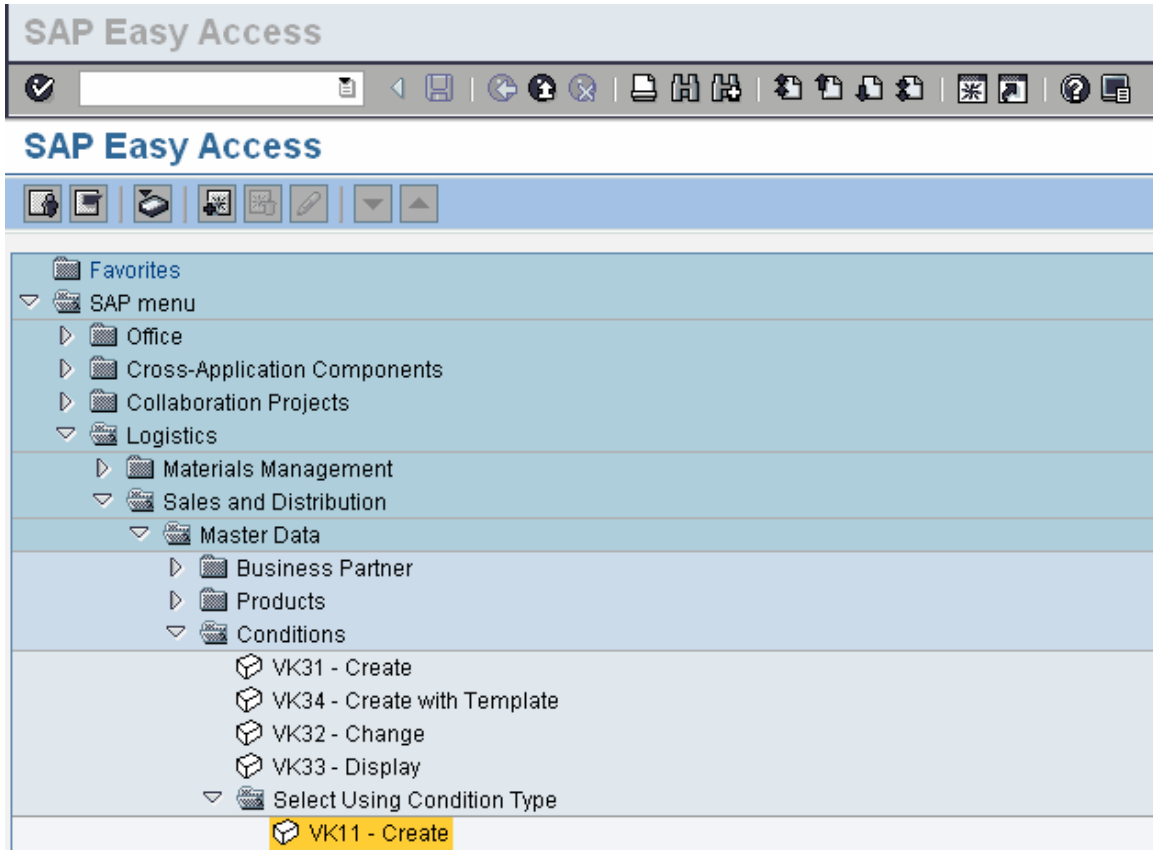 SAP Easy Access
SAP Easy Access
Favorites
SAP menu
Office
Cross-Application Components
Collaboration Projects
Logistics
Materials Management
Sales and Distribution
Master Data
Business Partner
Products
Conditions
VK31 - Create
VK34 - Create with Template
VK32 - Change
VK33 - Display
Select Using Condition Type
VK11 - Create